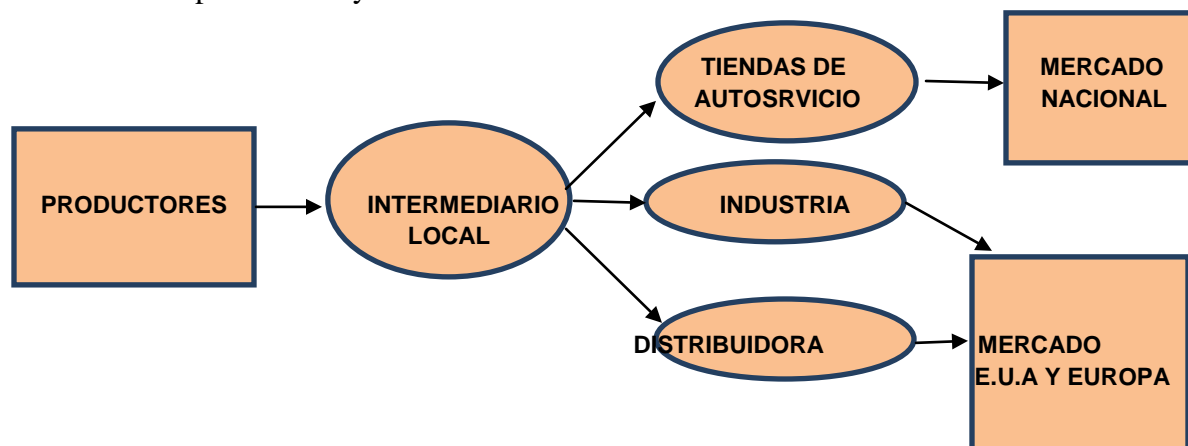 TIENDAS DE
AUTOSRVICIO
MERCADO
NACIONAL
PRODUCTORES
INTERMEDIARIO
LOCAL
INDUSTRIA
DISTRIBUIDORA
MERCADO
E.U.A Y EUROPA